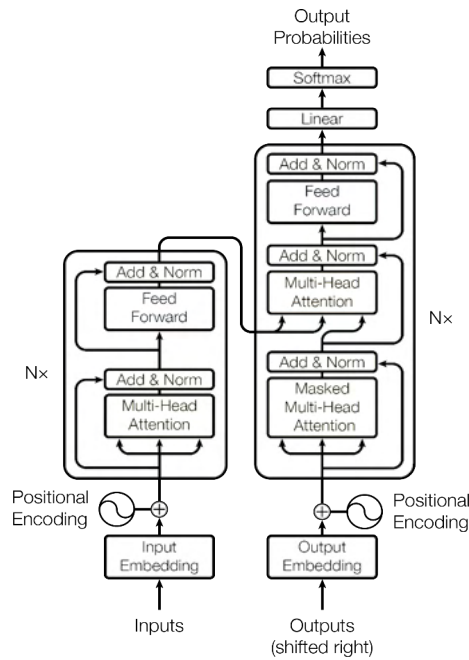 Output
Probabilities
Softmax
Linear
Add & Norm
Feed
Forward
Add & Norm
Multi-Head
Attention
Add & Norm
Masked
Multi-Head
Attention
N×
Add & Norm
Feed
Forward
Add & Norm
Multi-Head
Attention
N×
Positional
Encoding
Positional
Encoding
Input
Embedding
Output
Embedding
Inputs
Outputs
(shifted right)